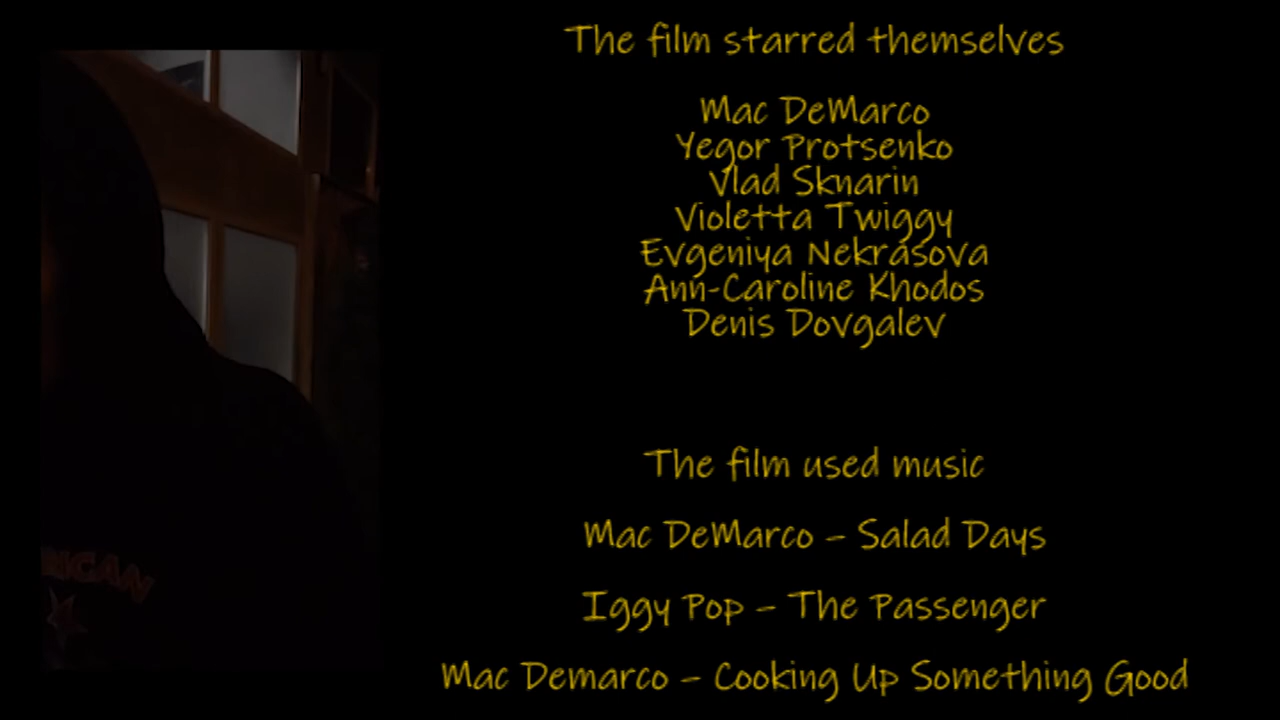 The film starred themselves
Mac DeMarco
Yegor Protsenko
Vlad Sknarin
Violetta Twiggy
Evgeniya Nekrasova
Ann-Caroline Khodos
Denis Dovgalev
The film used music
Mac DeMarco – Salad Days
Iggy Pop – The Passenger
Mac Demarco – Cooking Up Something Good